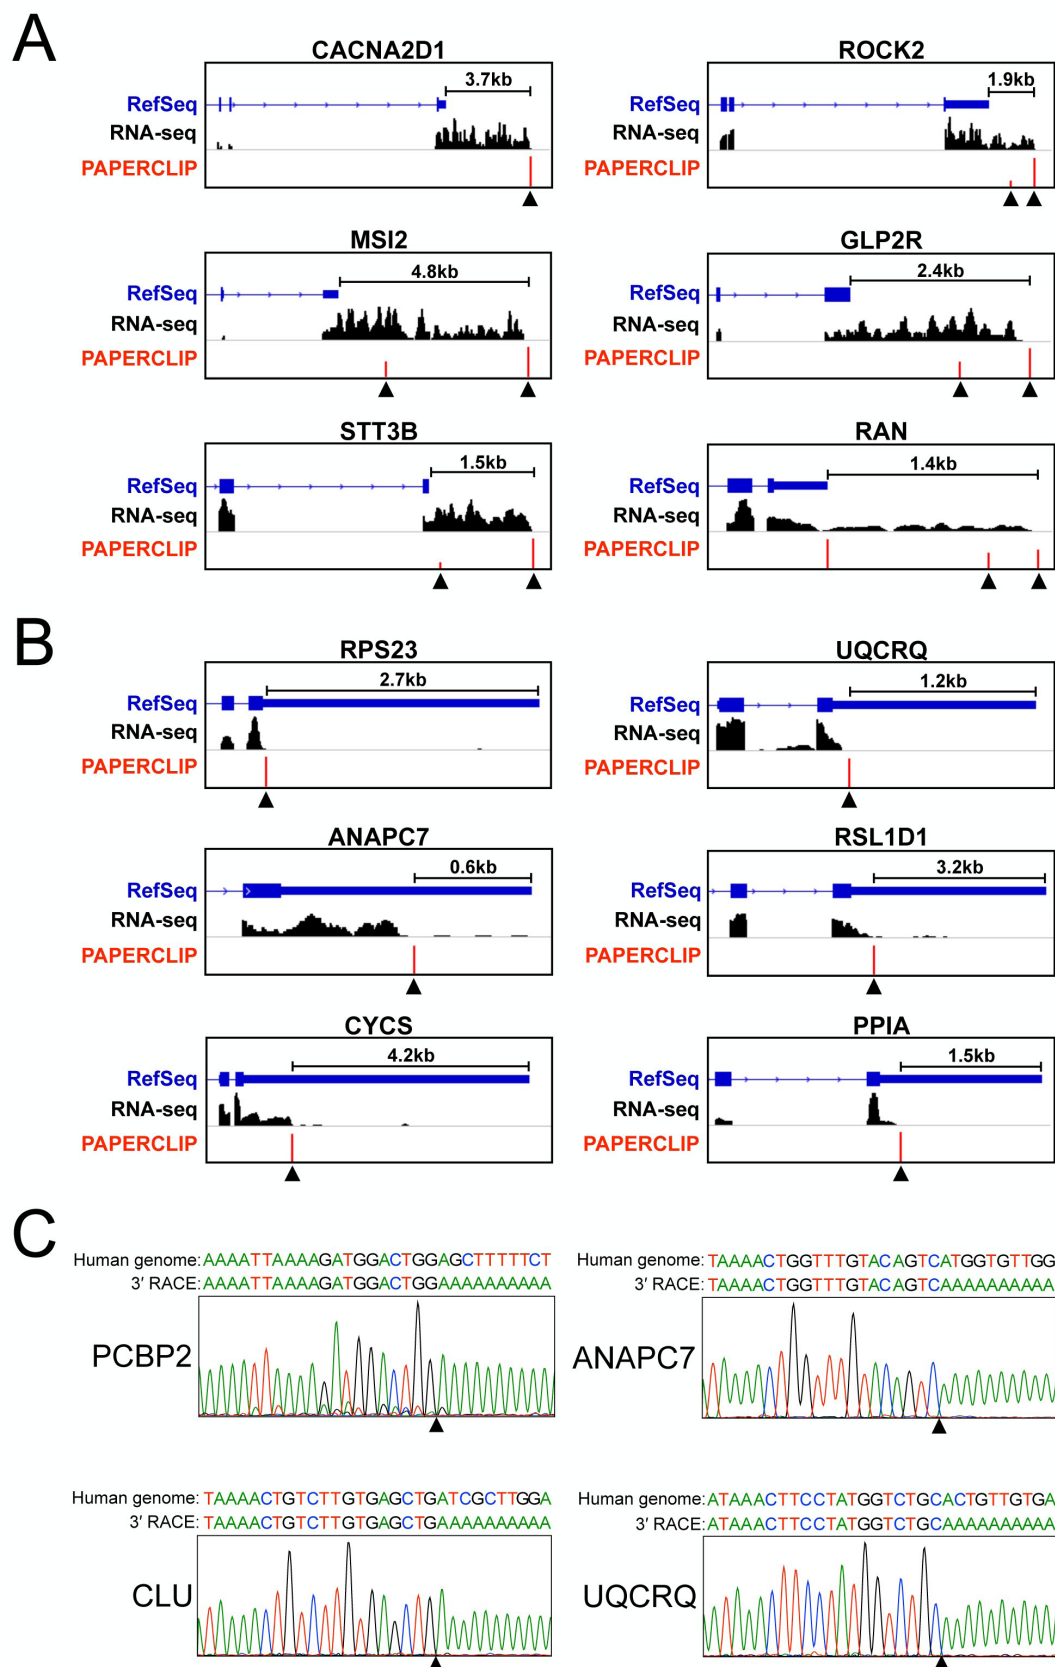 A
CACNA2D1
3.7kb
RefSeq
RNA-seq
PAPERCLIP
ROCK2
1.9kb
RefSeq
RNA-seq
PAPERCLIP
MSI2
4.8kb
RefSeq
RNA-seq
PAPERCLIP
GLP2R
2.4kb
RefSeq
RNA-seq
PAPERCLIP
STT3B
1.5kb
RefSeq
RNA-seq
PAPERCLIP
RAN
1.4kb
RefSeq
RNA-seq
PAPERCLIP
B
RPS23
2.7kb
RefSeq
RNA-seq
PAPERCLIP
UQCRQ
1.2kb
RefSeq
RNA-seq
PAPERCLIP
ANAPC7
0.6kb
RefSeq
RNA-seq
PAPERCLIP
RSL1D1
3.2kb
RefSeq
RNA-seq
PAPERCLIP
CYCS
4.2kb
RefSeq
RNA-seq
PAPERCLIP
PPIA
1.5kb
RefSeq
RNA-seq
PAPERCLIP
C
Human genome: AAAATTAAAAGATGGACTGGAGCTTTTTCT
3′ RACE: AAAATTAAAAGATGGACTGGAAAAAAAAAA
PCBP2
Human genome: TAAAACTGGTTTGTACAGTCATGGTGTTGG
3′ RACE: TAAAACTGGTTTGTACAGTCAAAAAAAAAA
ANAPC7
Human genome: TAAAACTGTCTTGTGAGCTGATCGCTTGGA
3′ RACE: TAAAACTGTCTTGTGAGCTGAAAAAAAAAA
CLU
Human genome: ATAAACTTCCTATGGTCTGCACTGTTGTGA
3′ RACE: ATAAACTTCCTATGGTCTGCAAAAAAAAAA
UQCRQ